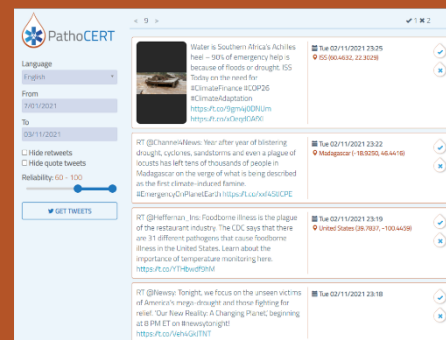 PathoCERT
Language
English
From
7/01/2021
To
03/11/2021
Hide retweets
Hide quote tweets
Reliability: 60 - 100
GET TWEETS
< 9 >
✓ 1 ✖ 2
Water is Southern Africa's Achilles
heel – 90% of emergency help is
because of floods or drought. ISS
Today on the need for
#ClimateFinance #COP26
#ClimateAdaptation
Tue 02/11/2021 23:25
ISS (60.4632, 22.3029)
RT @Channel4News: Year after year of blistering
drought, cyclones, sandstorms and even a plague of
locusts has left tens of thousands of people in
Madagascar on the verge of what is being described
as the first climate-induced famine.
#EmergencyOnPlanetEarth
Tue 02/11/2021 23:22
Madagascar (-18.9250, 46.4416)
RT @Heffernan_Ins: Foodborne illness is the plague
of the restaurant industry. The CDC says that there
are 31 different pathogens that cause foodborne
illness in the United States. Learn about the
importance of temperature monitoring here.
https://t.co/YTHbwdf9hM
Tue 02/11/2021 23:19
United States (39.7837, -100.4459)
RT @Newsy: Tonight, we focus on the unseen victims
of America's mega-drought and those fighting for
relief. 'Our New Reality: A Changing Planet,' beginning
at 8 PM ET on #newsytonight!
https://t.co/Veh4GkJTNT
Tue 02/11/2021 23:18